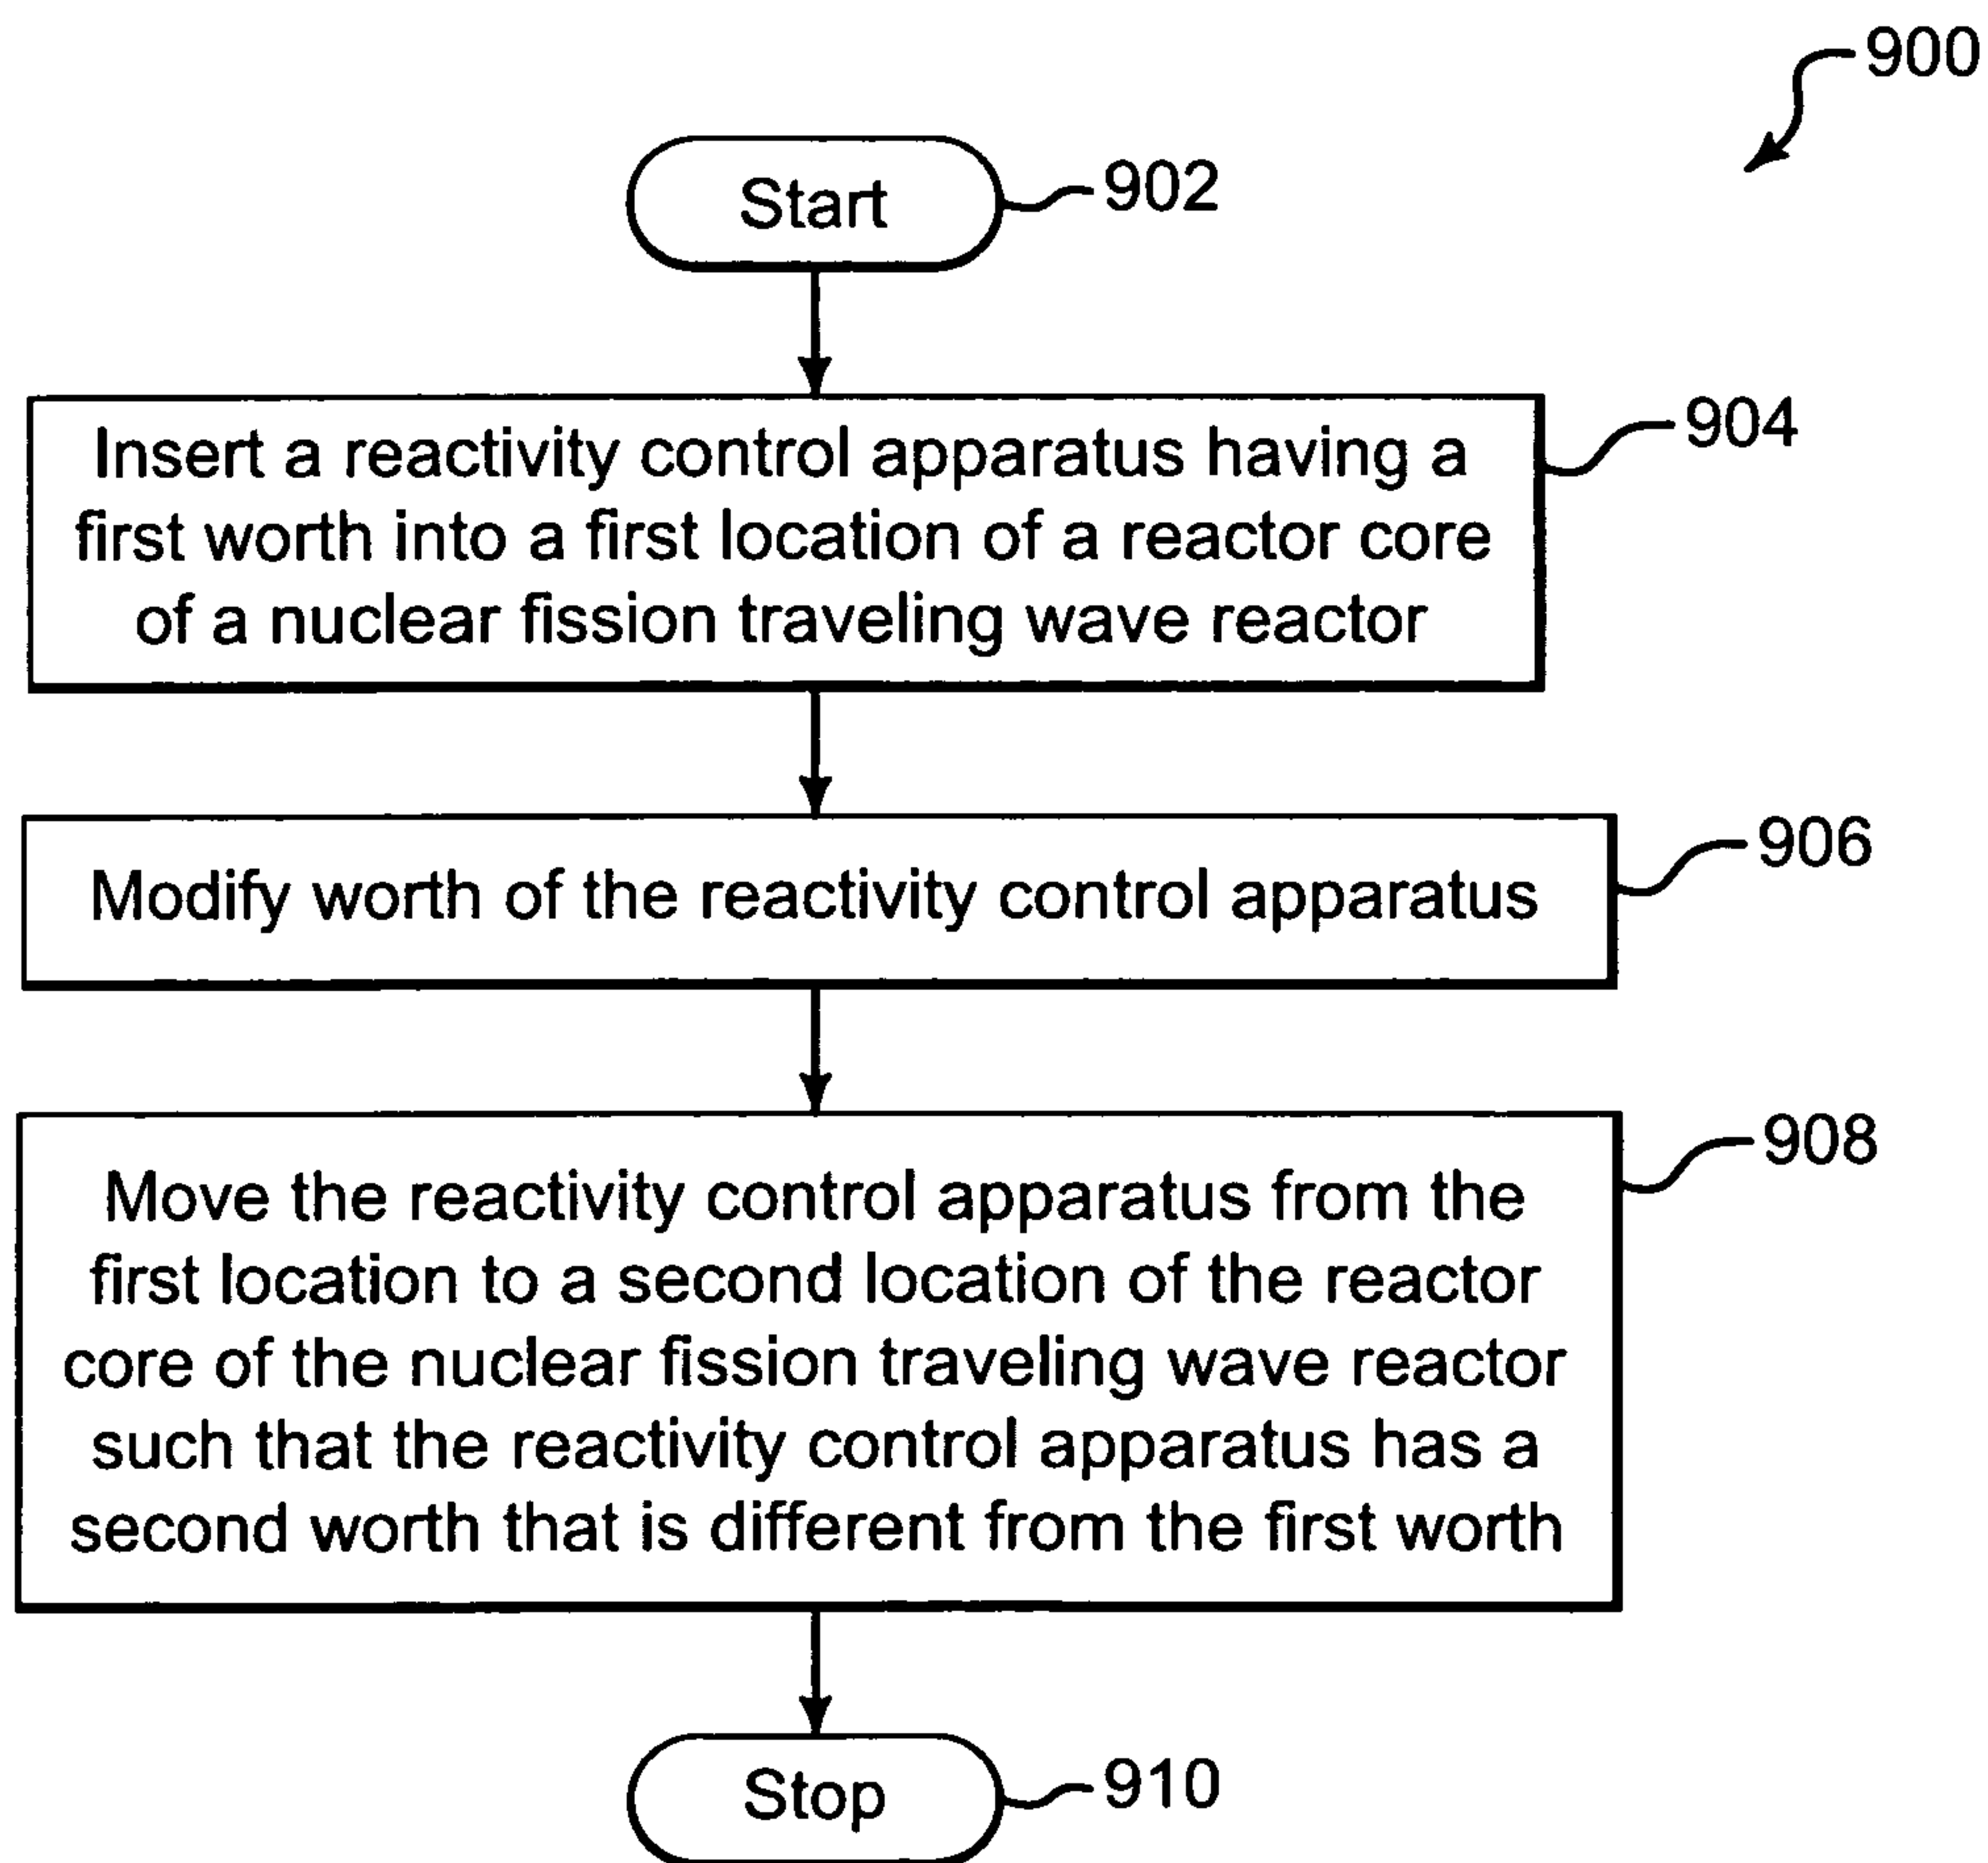 900
Start
902
Insert a reactivity control apparatus having a
first worth into a first location of a reactor core
of a nuclear fission traveling wave reactor
904
Modify worth of the reactivity control apparatus
906
Move the reactivity control apparatus from the
first location to a second location of the reactor
core of the nuclear fission traveling wave reactor
such that the reactivity control apparatus has a
second worth that is different from the first worth
908
Stop
910